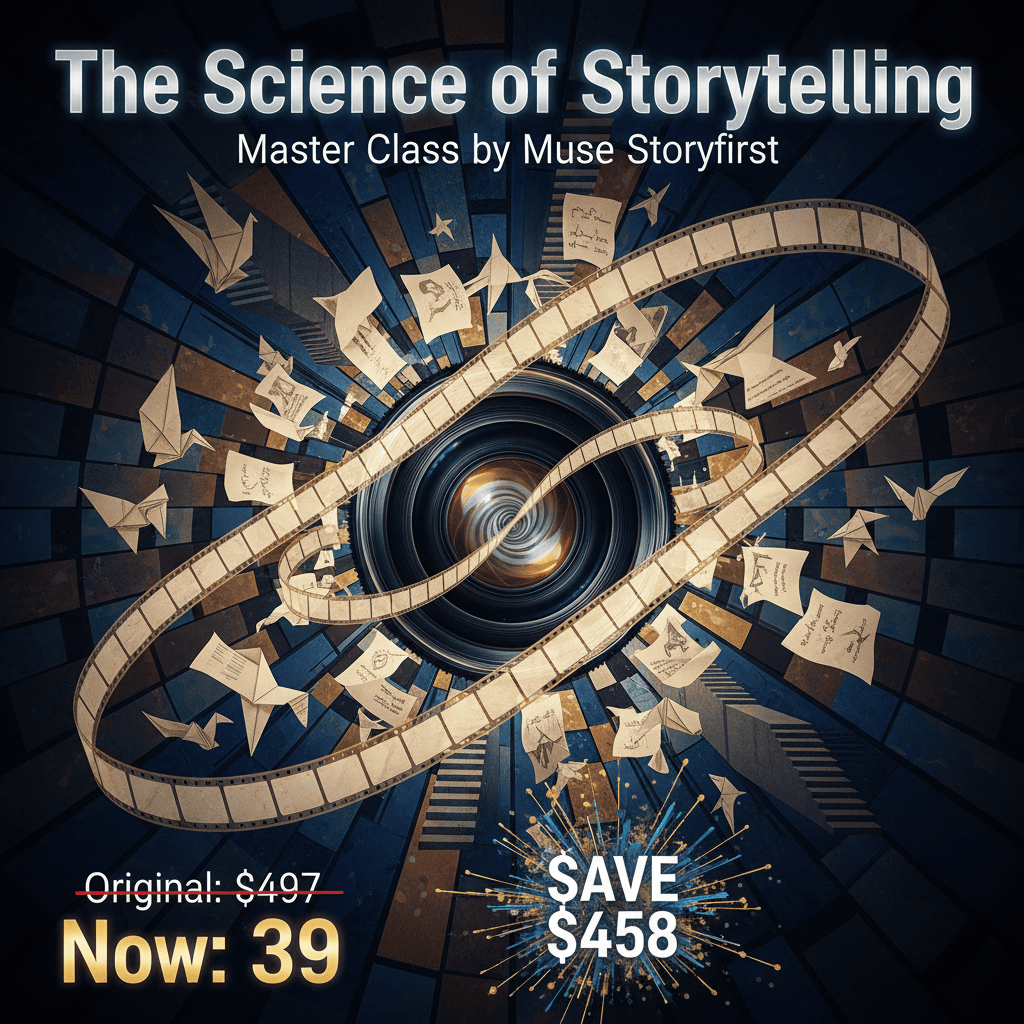 The Science of Storytelling
Master Class by Muse Storyfirst
Original: $497
Now: 39
$AVE
$458